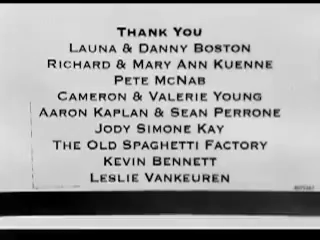 THANK YOU
LAUNA & DANNY BOSTON
RICHARD & MARY ANN KUENNE
PETE MCNAB
CAMERON & VALERIE YOUNG
AARON KAPLAN & SEAN PERRONE
JODY SIMONE KAY
THE OLD SPAGHETTI FACTORY
KEVIN BENNETT
LESLIE VANKEUREN